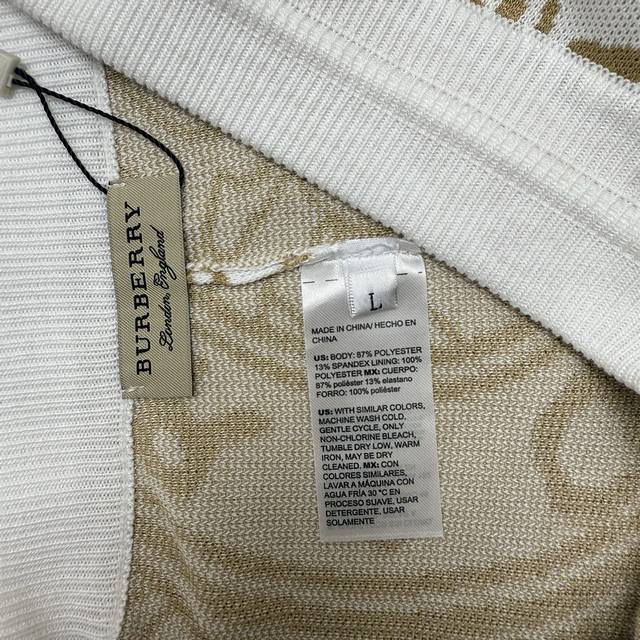 BURBERRY
London, England
L
MADE IN CHINA/ HECHO EN
CHINA
US: BODY: 87% POLYESTER
13% SPANDEX LINING: 100%
POLYESTER MX: CUERPO:
87% poliéster 13% elastano
FORRO: 100% poliéster
US: WITH SIMILAR COLORS,
MACHINE WASH COLD.
GENTLE CYCLE, ONLY
NON-CHLORINE BLEACH,
TUMBLE DRY LOW, WARM
IRON, MAY BE DRY
CLEANED. MX: CON
COLORES SIMILARES,
LAVAR A MÁQUINA CON
AGUA FRÍA 30 °C EN
PROCESO SUAVE, USAR
DETERGENTE, USAR
SOLAMENTE